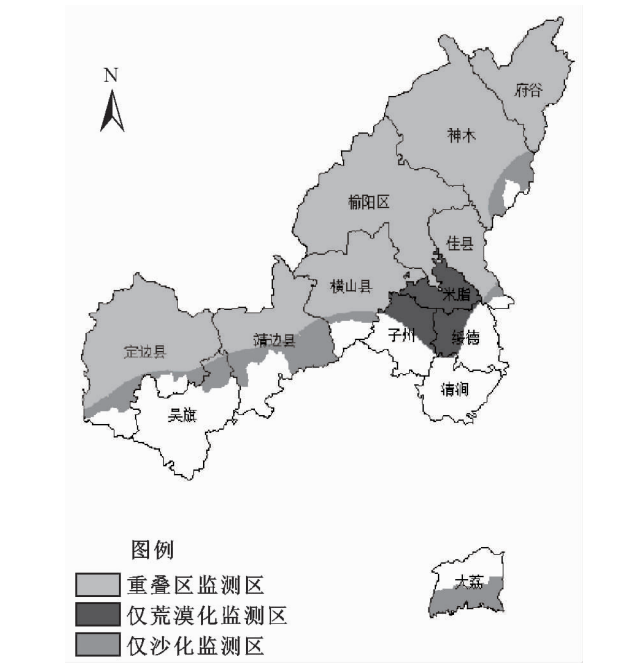 N
府谷
神木
榆阳区
佳县
横山县
米脂
子州
绥德
靖边县
定边县
清涧
吴旗
图例
大荔
重叠区监测区
仅荒漠化监测区
仅沙化监测区